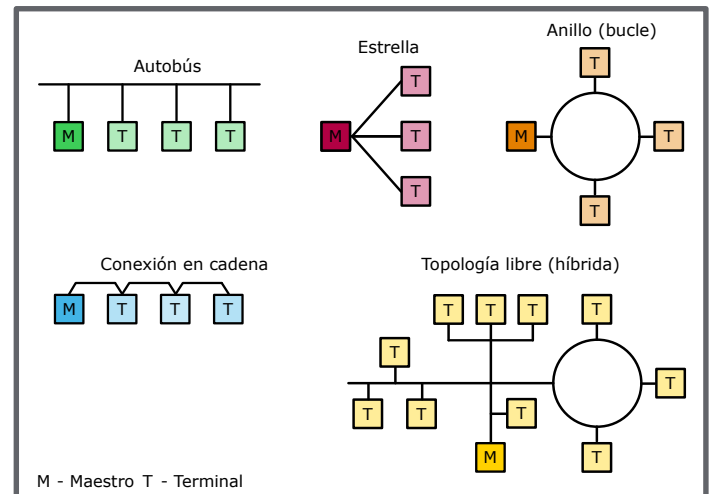 Autobús
M T T T
Estrella
T
M T
T
Anillo (bucle)
T
M T
T
Conexión en cadena
M T T T
Topología libre (híbrida)
T T T T
T
T
T T T
M T
M - Maestro T - Terminal